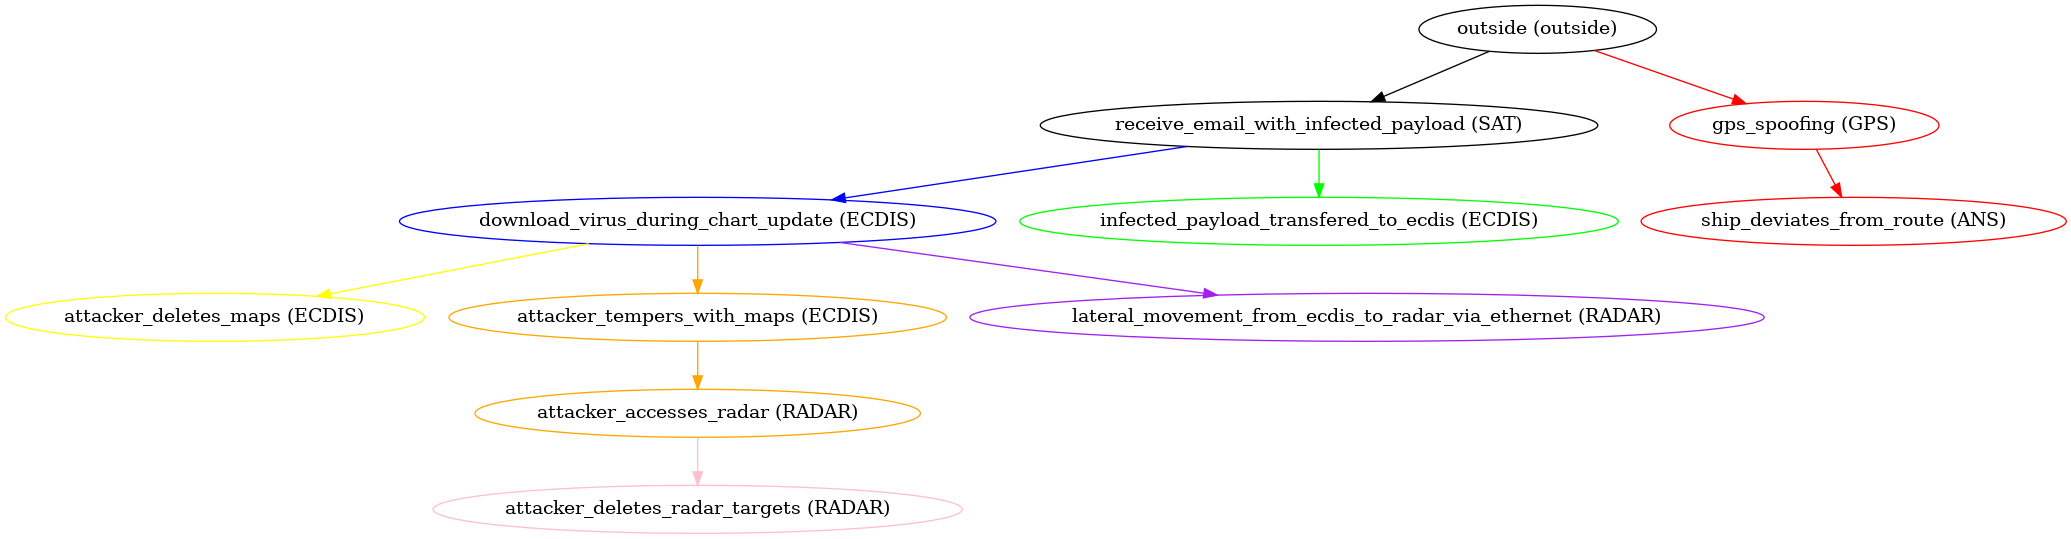 outside (outside)
receive_email_with_infected_payload (SAT)
gps_spoofing (GPS)
download_virus_during_chart_update (ECDIS)
infected_payload_transfered_to_ecdis (ECDIS)
ship_deviates_from_route (ANS)
attacker_deletes_maps (ECDIS)
attacker_tempers_with_maps (ECDIS)
lateral_movement_from_ecdis_to_radar_via_ethernet (RADAR)
attacker_accesses_radar (RADAR)
attacker_deletes_radar_targets (RADAR)